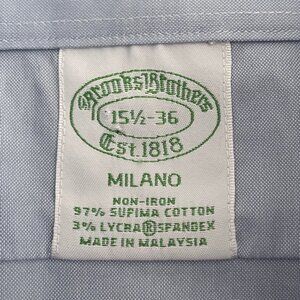 Brooks Brothers
15½-36
Est. 1818
MILANO
NON-IRON
97% SUPIMA COTTON
3% LYCRA®SPANDEX
MADE IN MALAYSIA